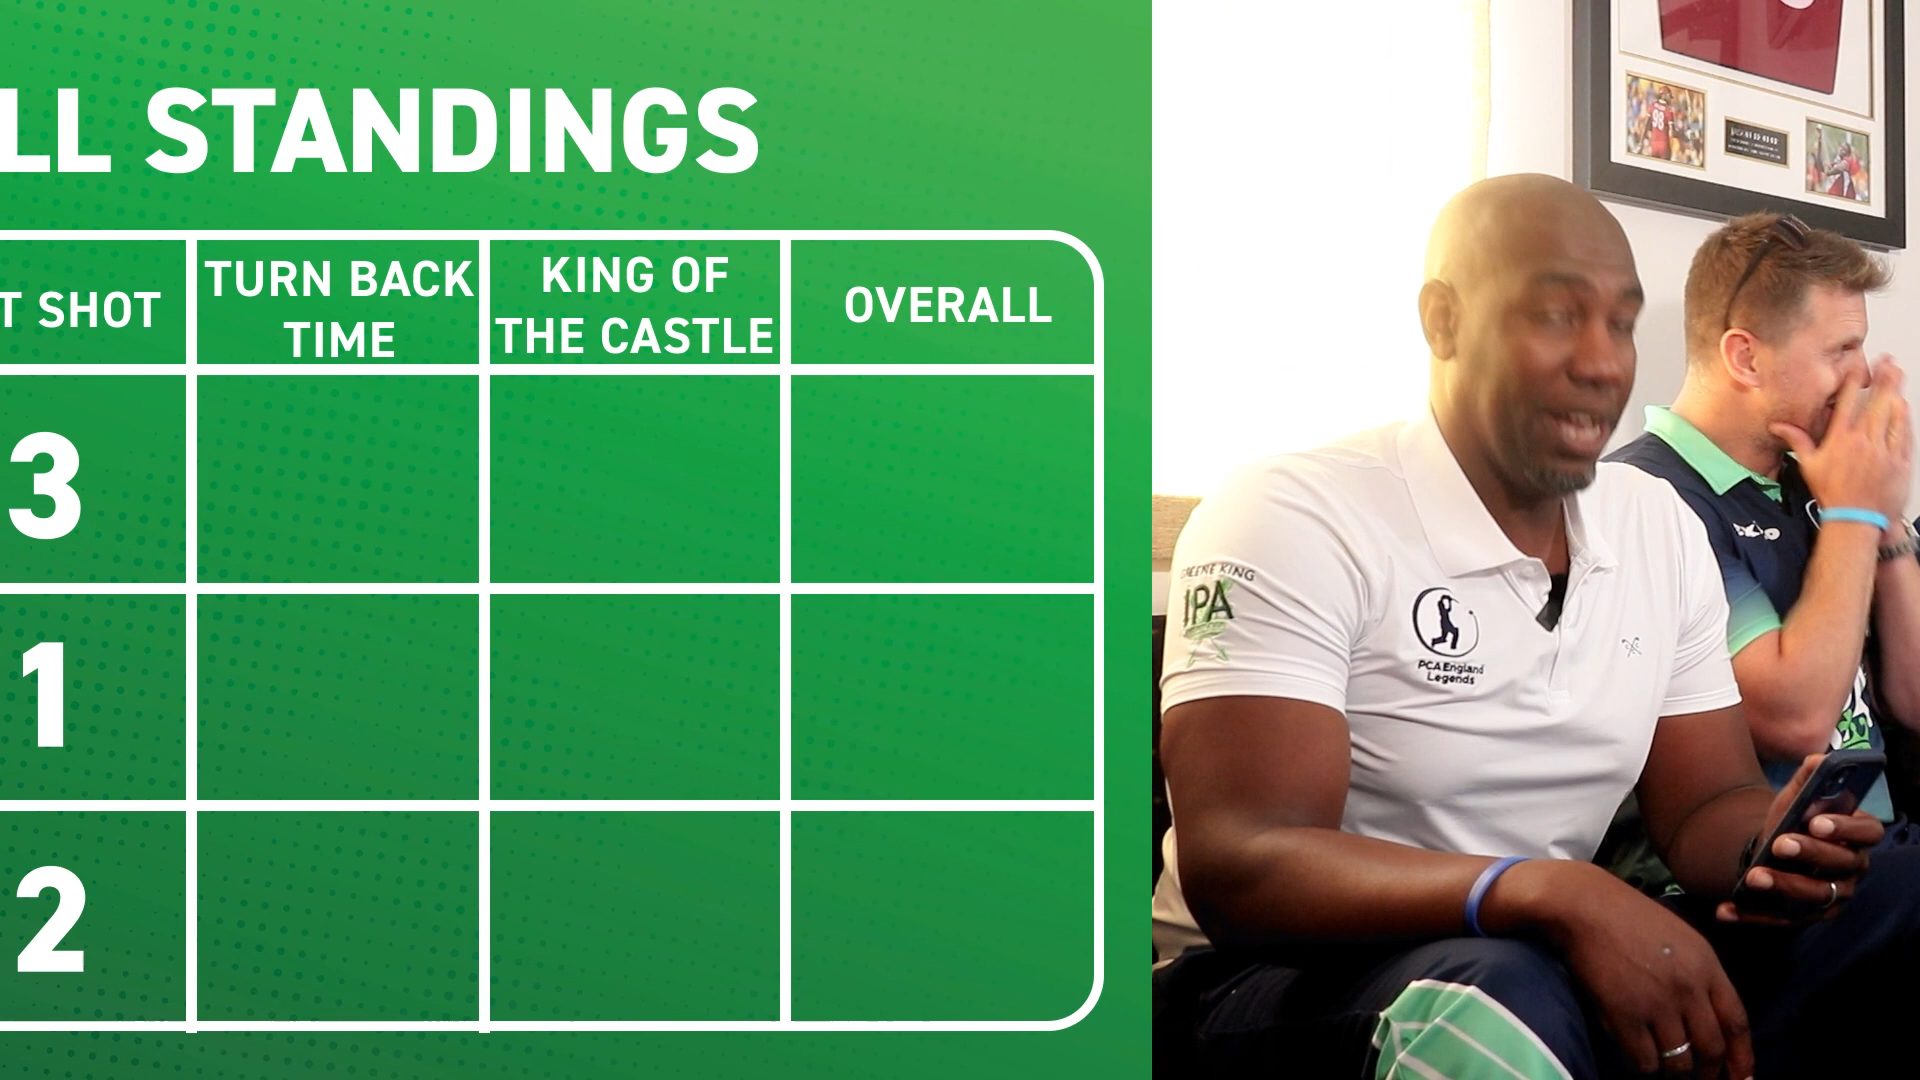 LL STANDINGS
T SHOT
TURN BACK
TIME
KING OF
THE CASTLE
OVERALL
3
1
2
98
GREENE KING
IPA
PCA England
Legends